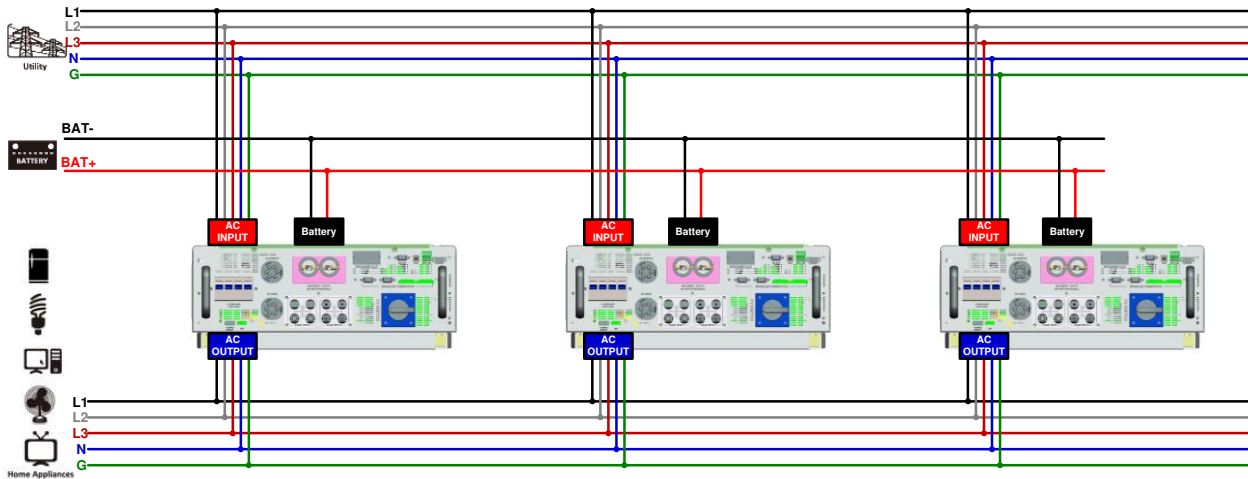 L1
L2
L3
N
G
Utility
BAT-
BATTERY
BAT+
AC
INPUT
Battery
AC
INPUT
Battery
AC
INPUT
Battery
AC
OUTPUT
AC
OUTPUT
AC
OUTPUT
L1
L2
L3
N
G
Home Appliances